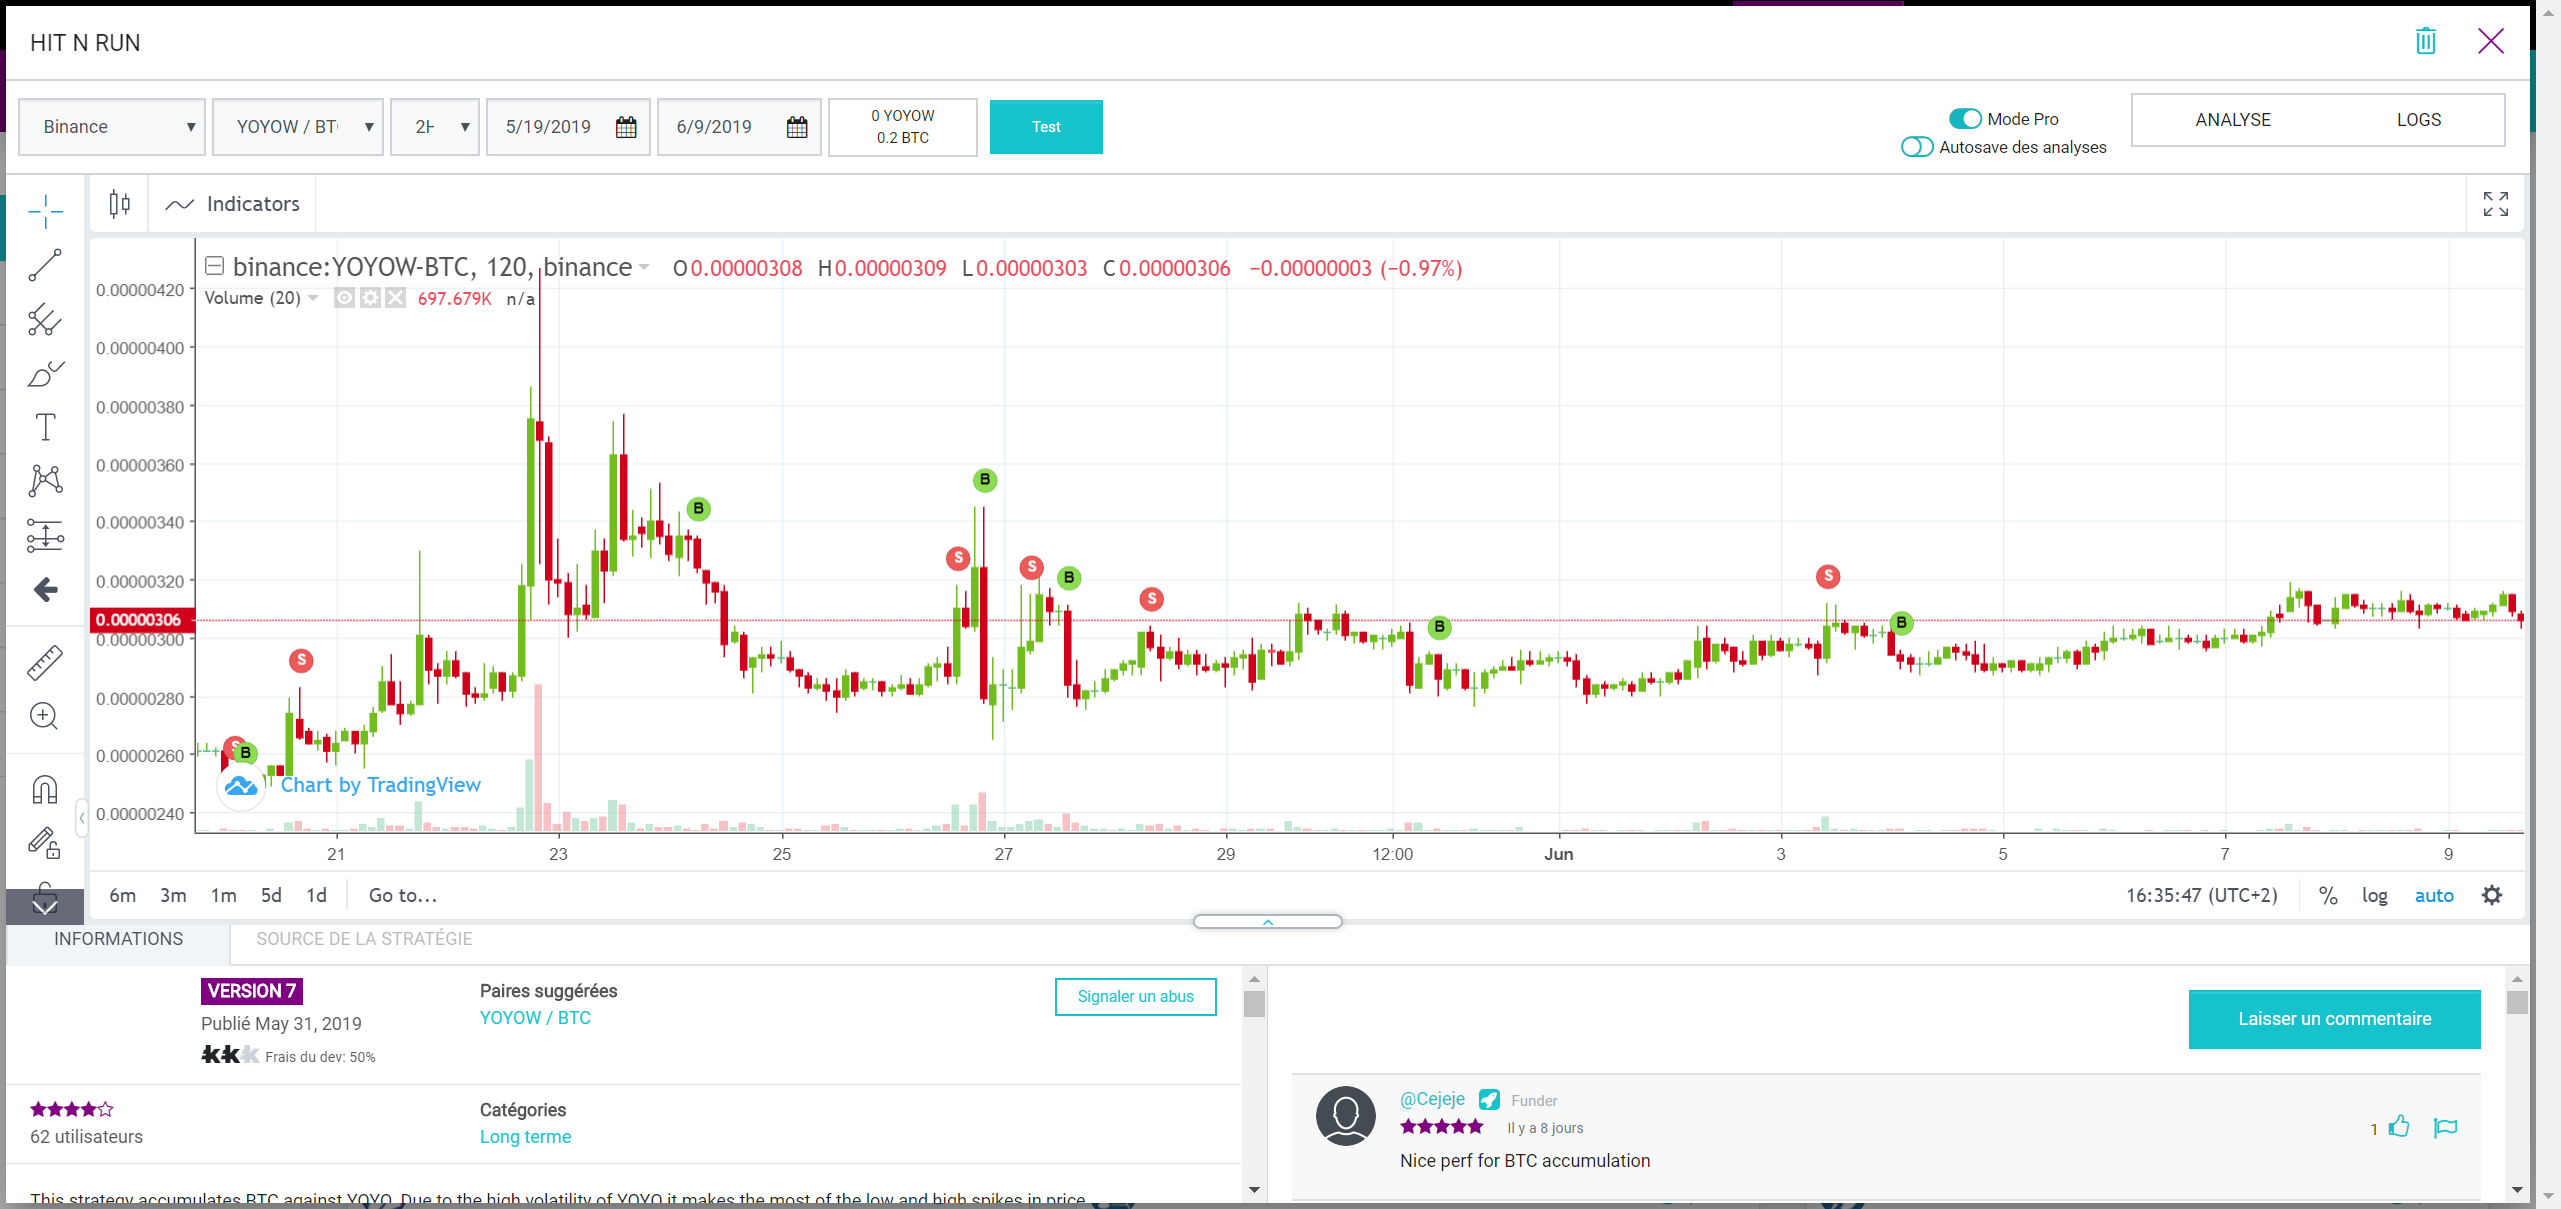 HIT N RUN
Binance
YOYOW / BT
2H
5/19/2019
6/9/2019
0 YOYOW
0.2 BTC
Test
Mode Pro
Autosave des analyses
ANALYSE
LOGS
Indicators
binance:YOYOW-BTC, 120, binance O0.00000308 H0.00000309 L0.00000303 C0.00000306 −0.00000003 (−0.97%)
Volume (20) 697.679K n/a
0.00000420
0.00000400
0.00000380
0.00000360
0.00000340
0.00000320
0.00000306
0.00000300
0.00000280
0.00000260
0.00000240
S
B
S
B
S
B
S
B
S
B
S
B
Chart by TradingView
21 23 25 27 29 12:00 Jun 3 5 7 9
6m 3m 1m 5d 1d Go to...
16:35:47 (UTC+2) % log auto
INFORMATIONS
SOURCE DE LA STRATÉGIE
VERSION 7
Publié May 31, 2019
Frais du dev: 50%
Paires suggérées
YOYOW / BTC
Signaler un abus
62 utilisateurs
Catégories
Long terme
This strategy accumulates BTC against YOYO. Due to the high volatility of YOYO it makes the most of the low and high spikes in price
Laisser un commentaire
@Cejeje Funder
Il y a 8 jours
1
Nice perf for BTC accumulation